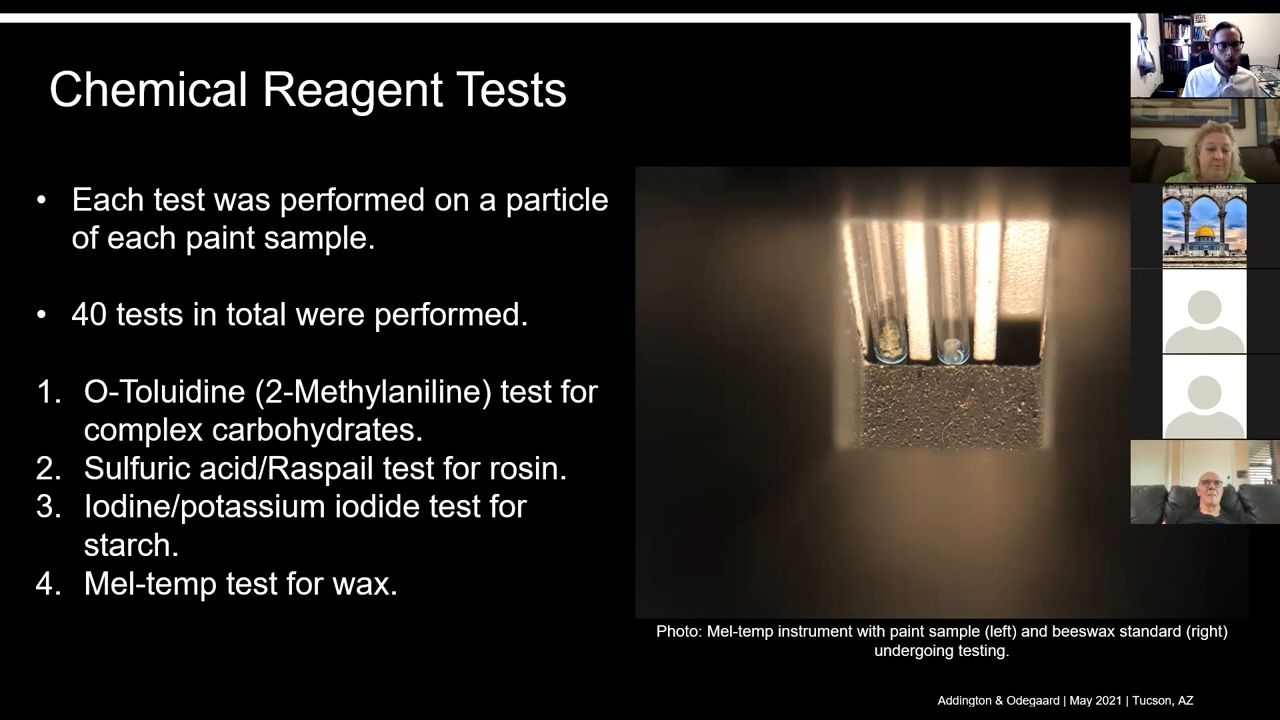 Chemical Reagent Tests
• Each test was performed on a particle
of each paint sample.
• 40 tests in total were performed.
1. O-Toluidine (2-Methylaniline) test for
complex carbohydrates.
2. Sulfuric acid/Raspail test for rosin.
3. Iodine/potassium iodide test for
starch.
4. Mel-temp test for wax.
Photo: Mel-temp instrument with paint sample (left) and beeswax standard (right)
undergoing testing.
Addington & Odegaard | May 2021 | Tucson, AZ